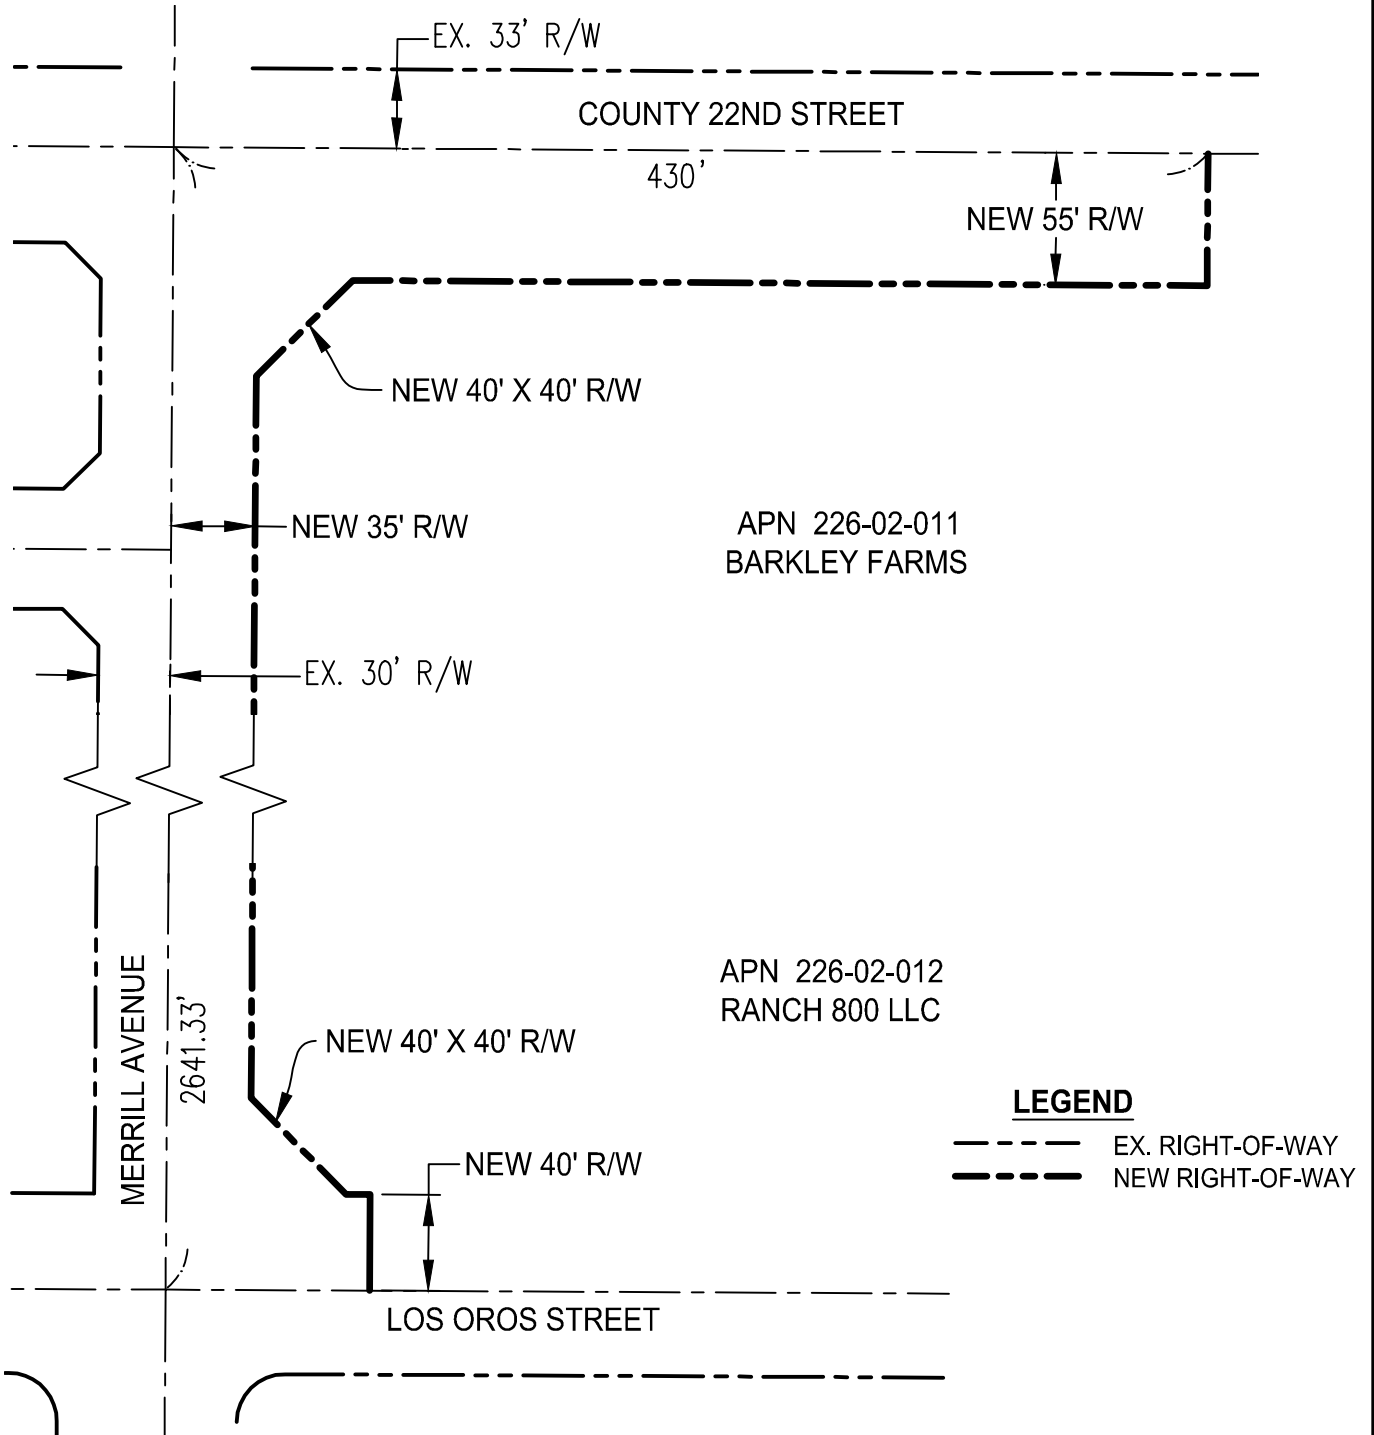 EX. 33' R/W
COUNTY 22ND STREET
430'
NEW 55' R/W
NEW 40' X 40' R/W
NEW 35' R/W
APN 226-02-011
BARKLEY FARMS
EX. 30' R/W
MERRILL AVENUE
2641.33'
APN 226-02-012
RANCH 800 LLC
NEW 40' X 40' R/W
LEGEND
EX. RIGHT-OF-WAY
NEW RIGHT-OF-WAY
NEW 40' R/W
LOS OROS STREET